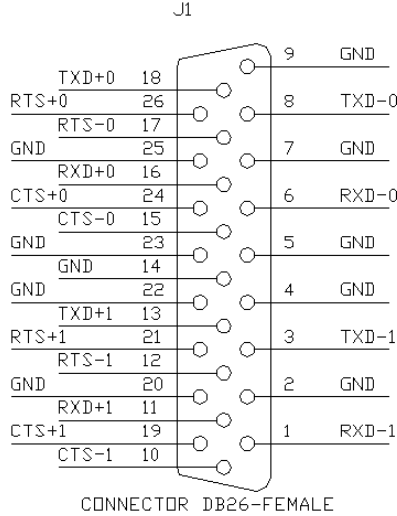 J1
9 GND
TXD+0 18
RTS+0 26 8 TXD-0
RTS-0 17
GND 25 7 GND
RXD+0 16
CTS+0 24 6 RXD-0
CTS-0 15
GND 23 5 GND
GND 14
GND 22 4 GND
TXD+1 13
RTS+1 21 3 TXD-1
RTS-1 12
GND 20 2 GND
RXD+1 11
CTS+1 19 1 RXD-1
CTS-1 10
CONNECTOR DB26-FEMALE